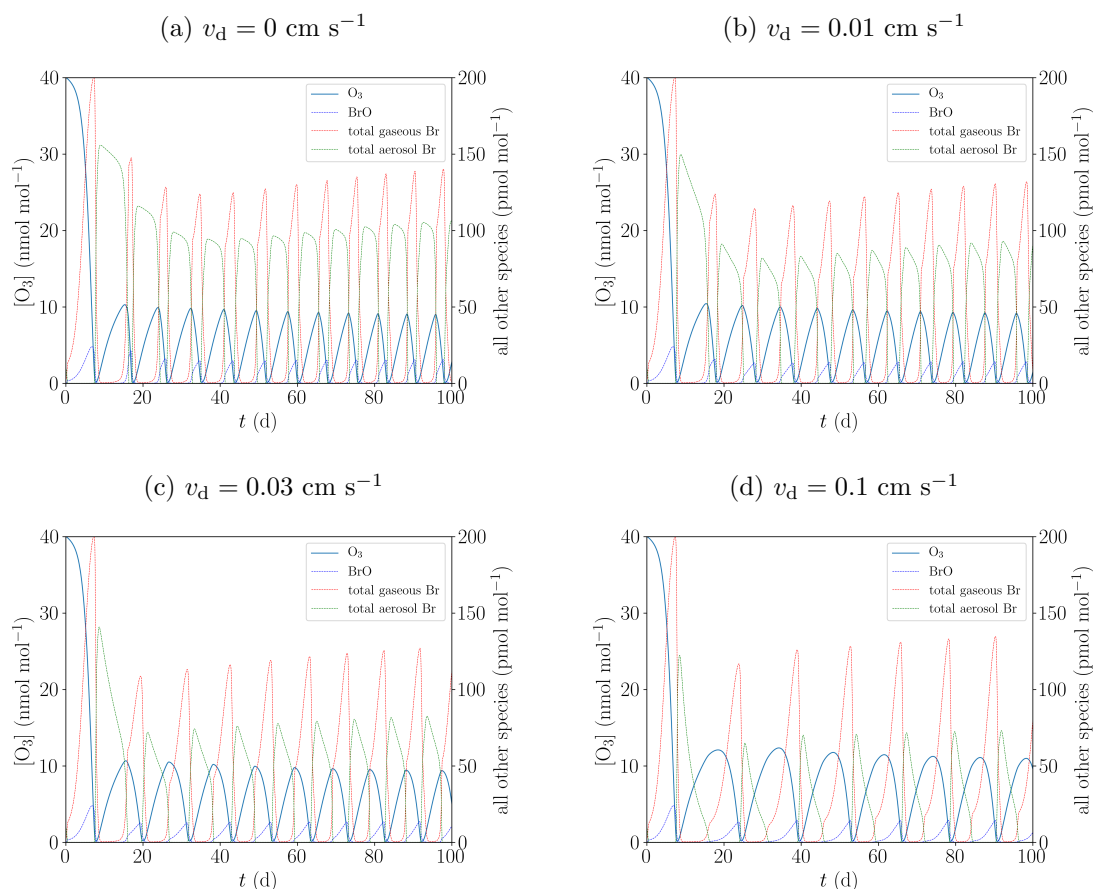 (a) v_d = 0 cm s⁻¹
(b) v_d = 0.01 cm s⁻¹
[O₃] (nmol mol⁻¹)
40
30
20
10
0
O₃
BrO
total gaseous Br
total aerosol Br
200
150
100
50
0
all other species (pmol mol⁻¹)
0 20 40 60 80 100
t (d)
[O₃] (nmol mol⁻¹)
40
30
20
10
0
O₃
BrO
total gaseous Br
total aerosol Br
200
150
100
50
0
all other species (pmol mol⁻¹)
0 20 40 60 80 100
t (d)
(c) v_d = 0.03 cm s⁻¹
(d) v_d = 0.1 cm s⁻¹
[O₃] (nmol mol⁻¹)
40
30
20
10
0
O₃
BrO
total gaseous Br
total aerosol Br
200
150
100
50
0
all other species (pmol mol⁻¹)
0 20 40 60 80 100
t (d)
[O₃] (nmol mol⁻¹)
40
30
20
10
0
O₃
BrO
total gaseous Br
total aerosol Br
200
150
100
50
0
all other species (pmol mol⁻¹)
0 20 40 60 80 100
t (d)